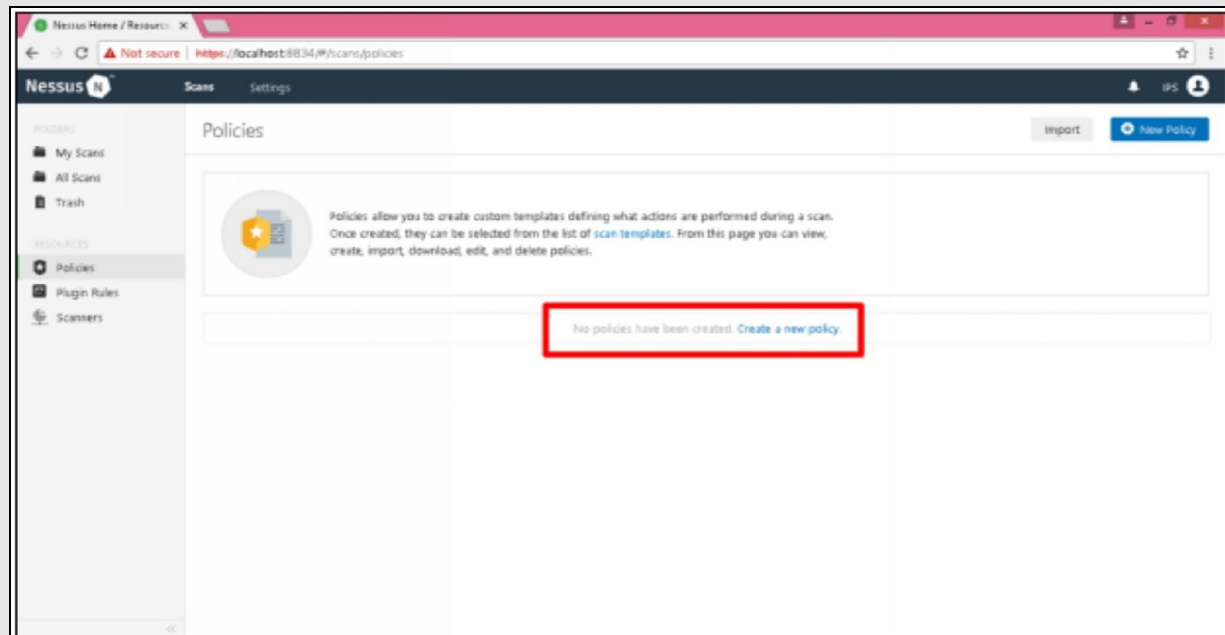 Nessus Home / Resourc
Not secure | https://localhost:8834/#/scans/policies
Nessus N Scans Settings IPS
FOLDERS
My Scans
All Scans
Trash
RESOURCES
Policies
Plugin Rules
Scanners
Policies Import New Policy
Policies allow you to create custom templates defining what actions are performed during a scan.
Once created, they can be selected from the list of scan templates. From this page you can view,
create, import, download, edit, and delete policies.
No policies have been created. Create a new policy.